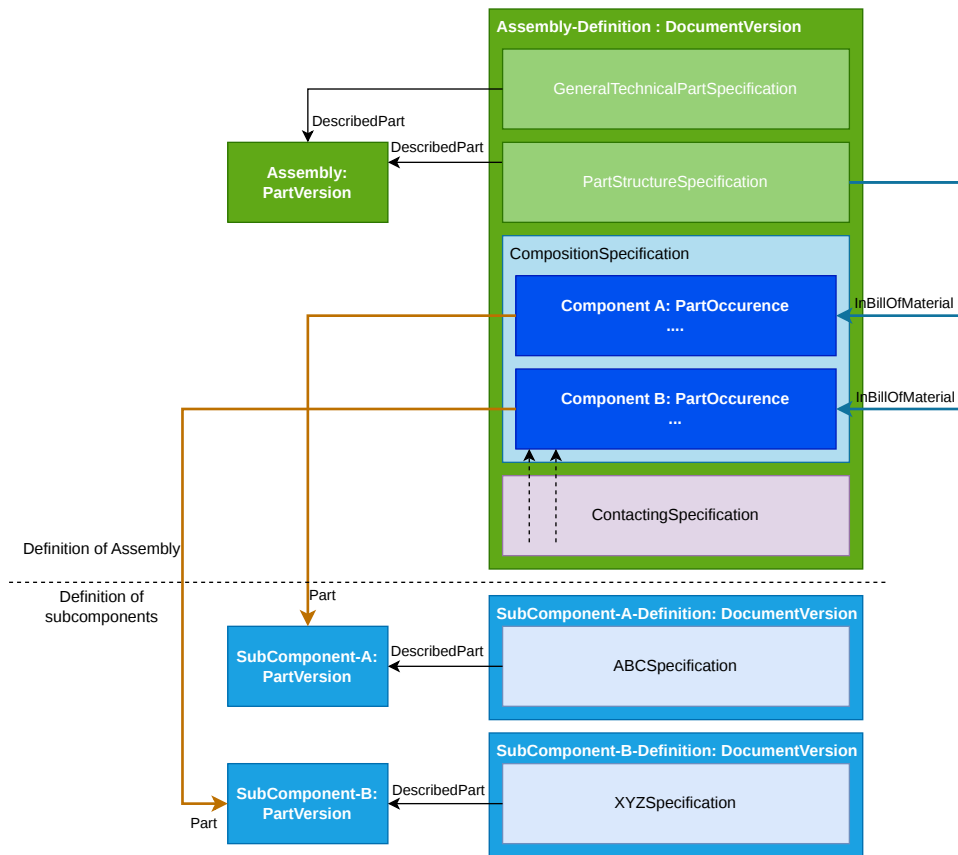 Assembly-Definition : DocumentVersion
GeneralTechnicalPartSpecification
DescribedPart
DescribedPart
Assembly:
PartVersion
PartStructureSpecification
CompositionSpecification
Component A: PartOccurence
....
InBillOfMaterial
Component B: PartOccurence
...
InBillOfMaterial
ContactingSpecification
Definition of Assembly
Definition of
subcomponents
Part
SubComponent-A-Definition: DocumentVersion
SubComponent-A:
PartVersion
DescribedPart
ABCSpecification
SubComponent-B-Definition: DocumentVersion
SubComponent-B:
PartVersion
DescribedPart
XYZSpecification
Part